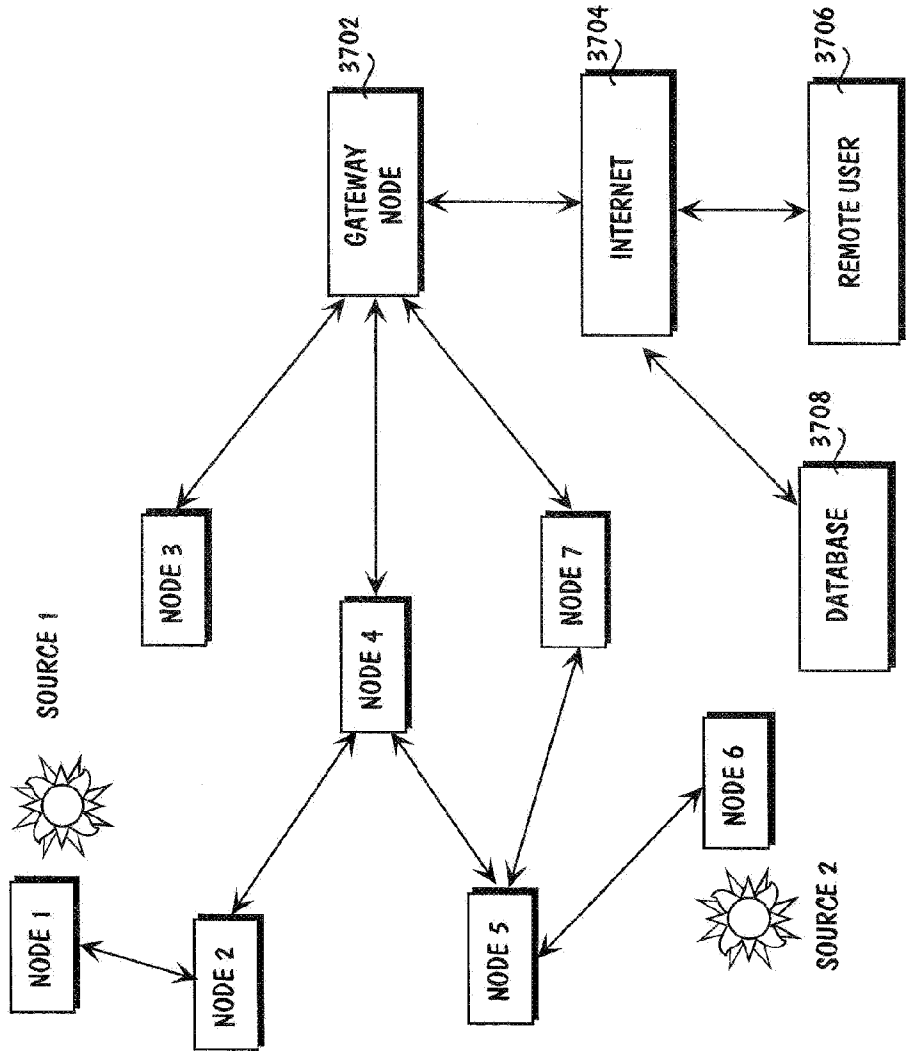 SOURCE 1
NODE 1
NODE 2
NODE 3
NODE 4
NODE 5
NODE 6
NODE 7
SOURCE 2
GATEWAY
NODE
3702
INTERNET
3704
REMOTE USER
3706
DATABASE
3708